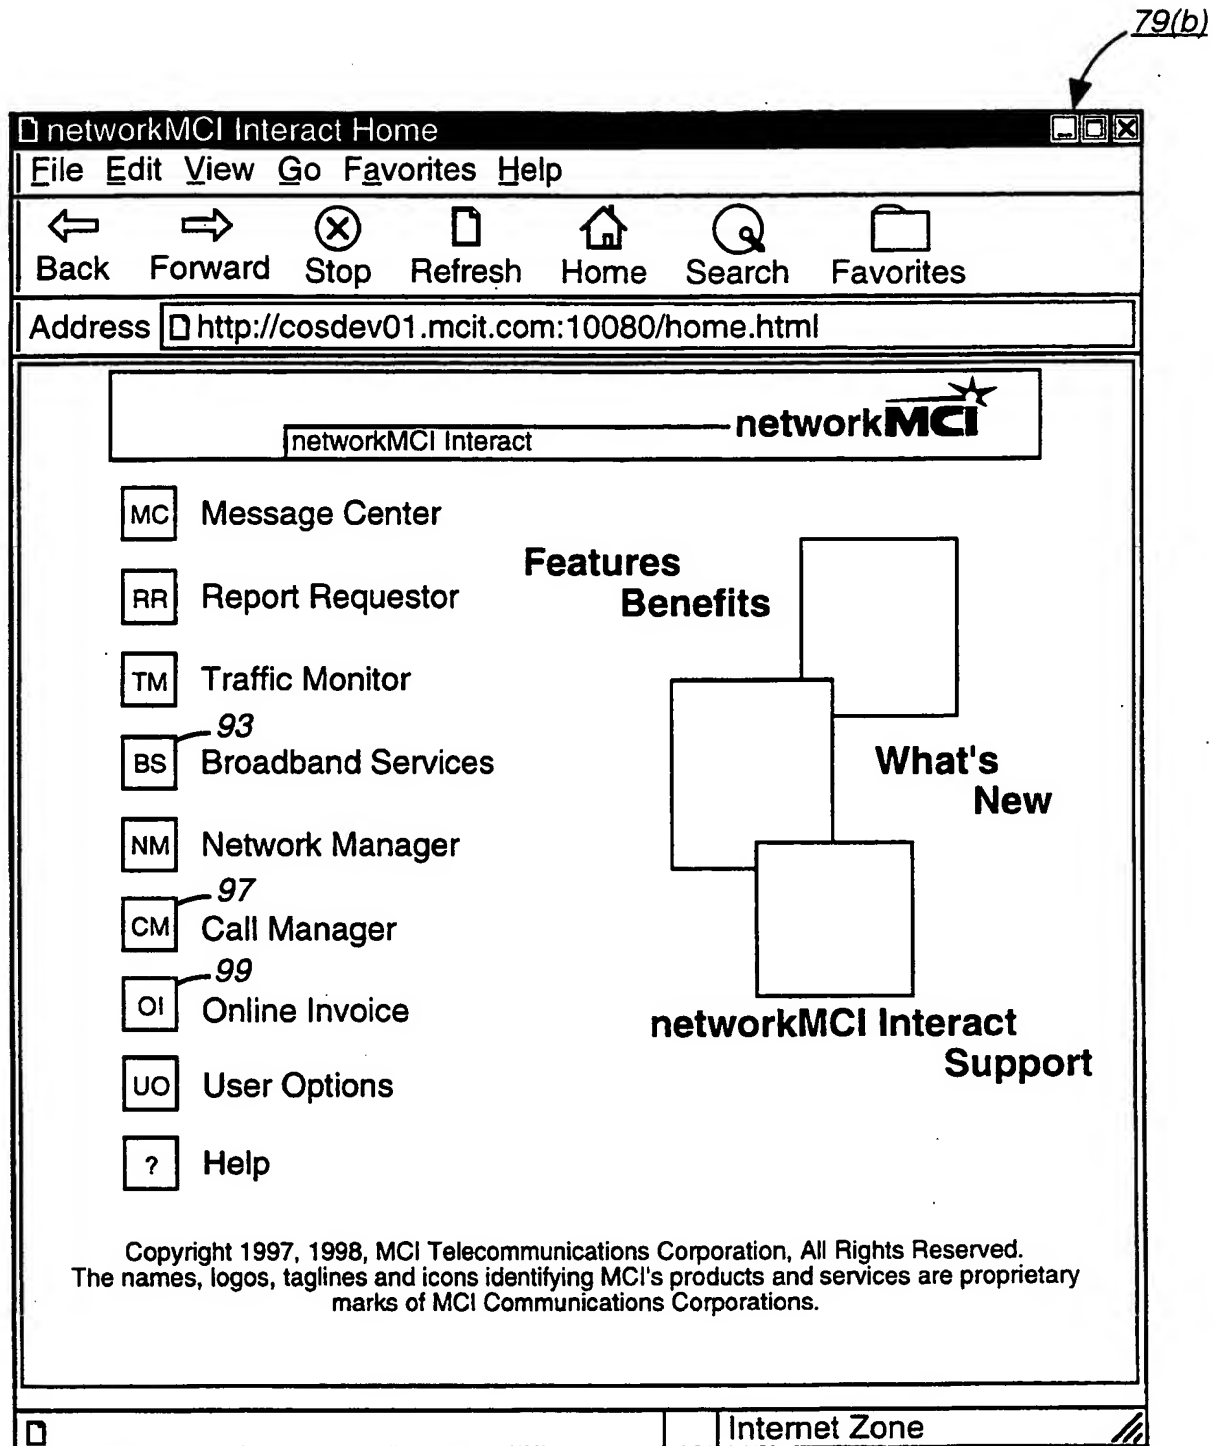 79(b)
networkMCI Interact Home
File Edit View Go Favorites Help
Back Forward Stop Refresh Home Search Favorites
Address http://cosdev01.mcit.com:10080/home.html
networkMCI Interact
networkMCI
MC Message Center
RR Report Requestor
TM Traffic Monitor
93
BS Broadband Services
NM Network Manager
97
CM Call Manager
99
OI Online Invoice
UO User Options
? Help
Features
Benefits
What's
New
networkMCI Interact
Support
Copyright 1997, 1998, MCI Telecommunications Corporation, All Rights Reserved.
The names, logos, taglines and icons identifying MCI's products and services are proprietary
marks of MCI Communications Corporations.
Internet Zone